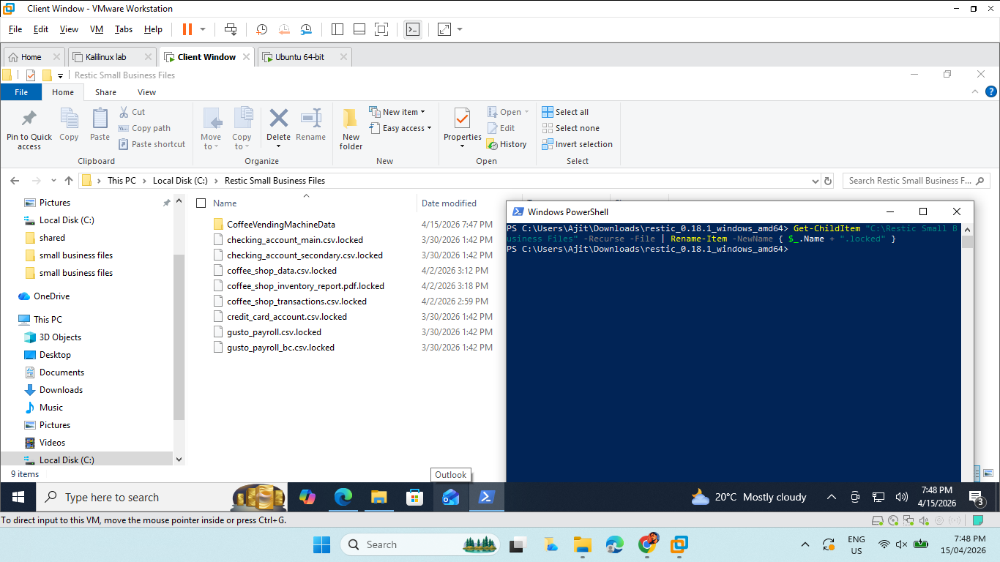 Client Window - VMware Workstation
File Edit View VM Tabs Help
Home Kalilinux lab Client Window Ubuntu 64-bit
Restic Small Business Files
File Home Share View
Pin to Quick access
Copy
Paste
Cut
Copy path
Paste shortcut
Clipboard
Move to
Copy to
Delete
Rename
Organize
New folder
New item
Easy access
New
Properties
Open
Edit
History
Open
Select all
Select none
Invert selection
Select
This PC > Local Disk (C:) > Restic Small Business Files
Search Restic Small Business F...
Pictures
Local Disk (C:)
shared
small business files
small business files
OneDrive
This PC
3D Objects
Desktop
Documents
Downloads
Music
Pictures
Videos
Local Disk (C:)
Name Date modified
CoffeeVendingMachineData 4/15/2026 7:47 PM
checking_account_main.csv.locked 3/30/2026 1:42 PM
checking_account_secondary.csv.locked 3/30/2026 1:42 PM
coffee_shop_data.csv.locked 4/2/2026 3:12 PM
coffee_shop_inventory_report.pdf.locked 4/2/2026 3:18 PM
coffee_shop_transactions.csv.locked 4/2/2026 2:59 PM
credit_card_account.csv.locked 3/30/2026 1:42 PM
gusto_payroll.csv.locked 3/30/2026 1:42 PM
gusto_payroll_bc.csv.locked 3/30/2026 1:42 PM
Windows PowerShell
PS C:\Users\Ajit\Downloads\restic_0.18.1_windows_amd64> Get-ChildItem "C:\Restic Small B
usiness Files" -Recurse -File | Rename-Item -NewName { $_.Name + ".locked" }
PS C:\Users\Ajit\Downloads\restic_0.18.1_windows_amd64>
9 items
Outlook
Type here to search
20°C Mostly cloudy
7:48 PM
4/15/2026
3
To direct input to this VM, move the mouse pointer inside or press Ctrl+G.
Search
ENG
US
7:48 PM
15/04/2026